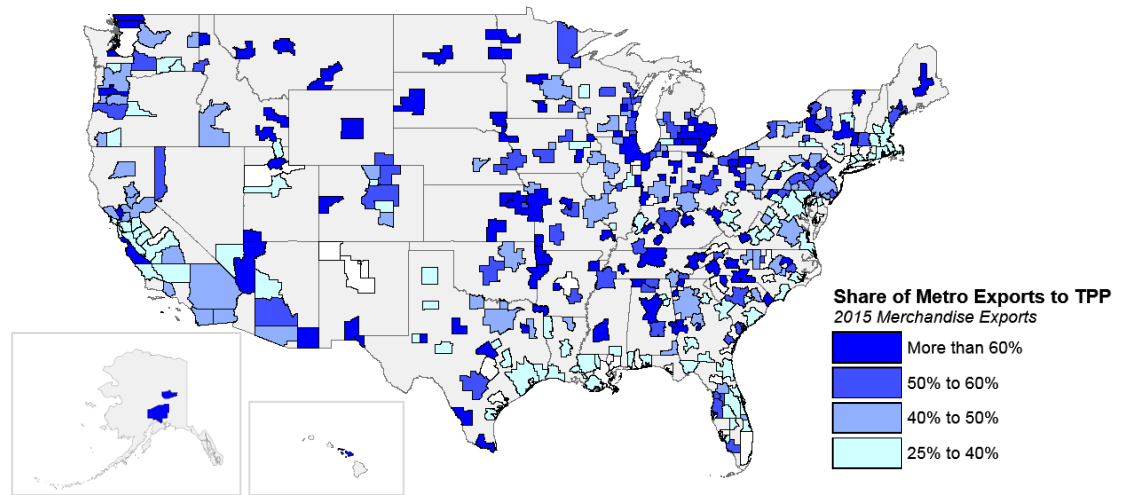 Share of Metro Exports to TPP
2015 Merchandise Exports
More than 60%
50% to 60%
40% to 50%
25% to 40%